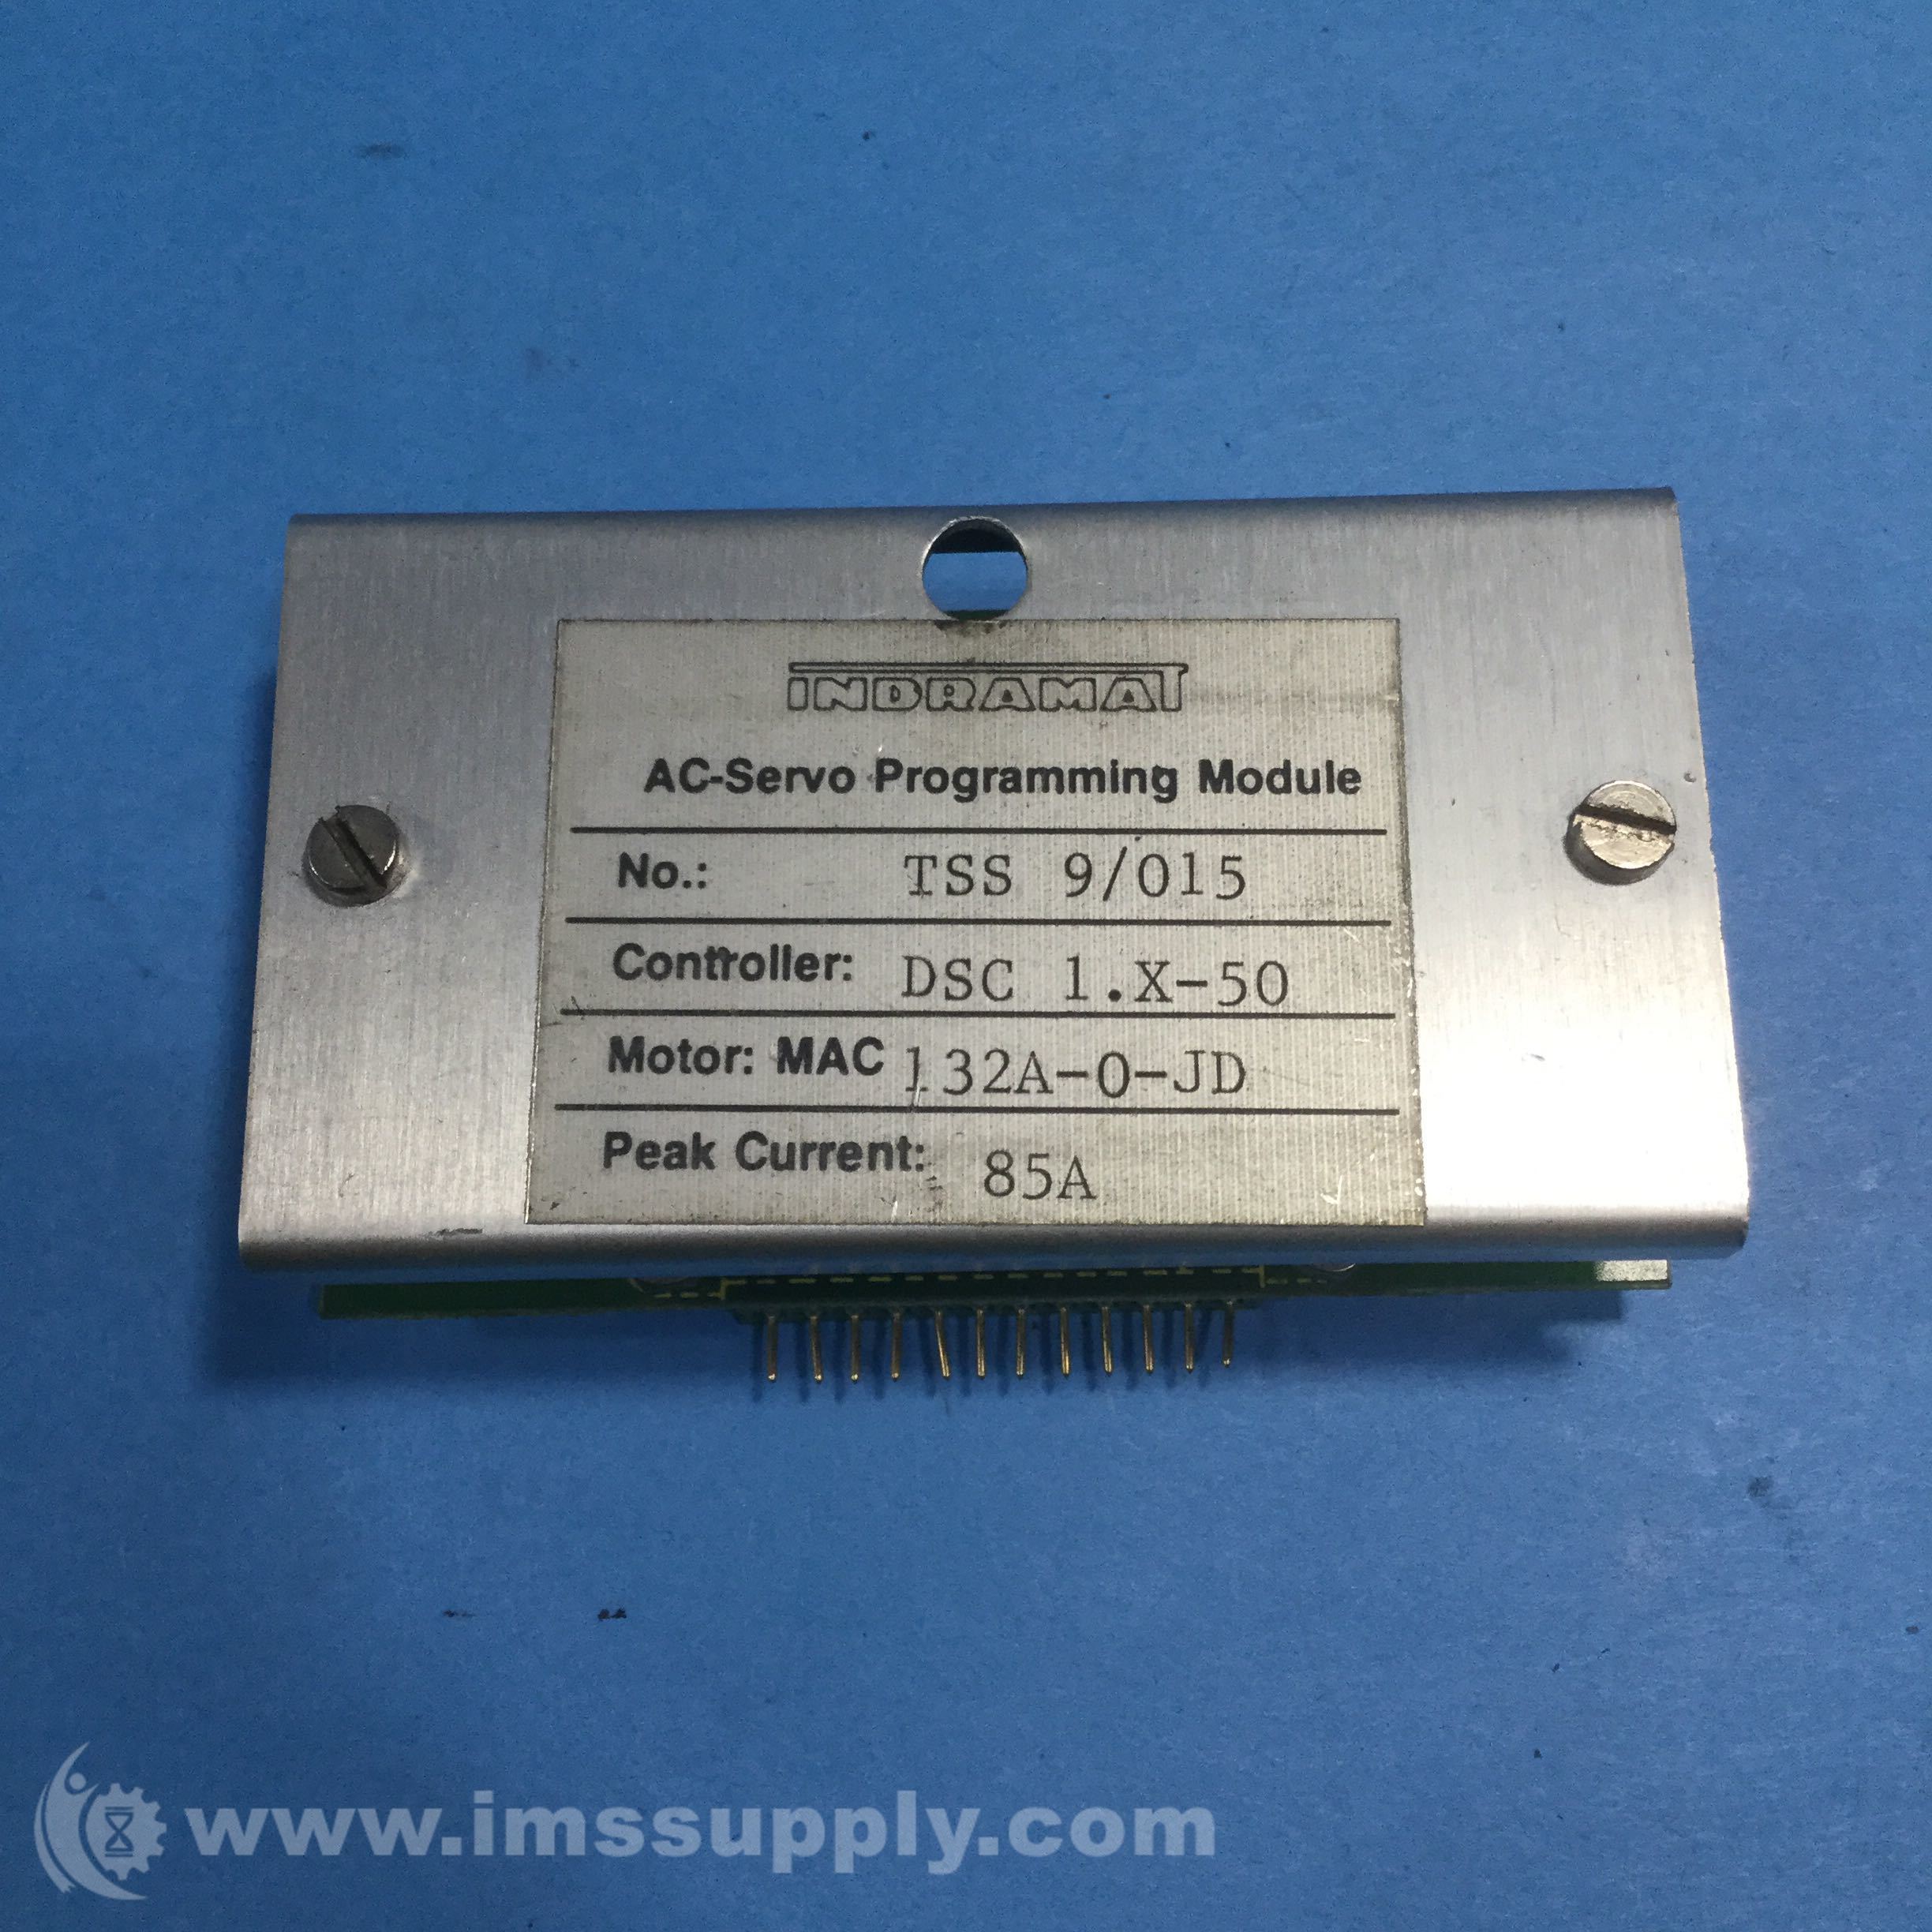 INDRAMAT
AC-Servo Programming Module
No.: TSS 9/015
Controller: DSC 1.X-50
Motor: MAC 132A-0-JD
Peak Current: 85A
www.imssupply.com